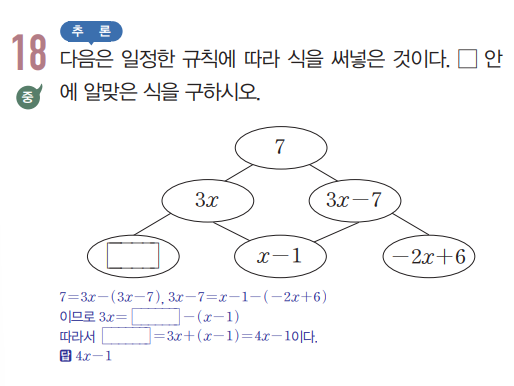 추 론
18 다음은 일정한 규칙에 따라 식을 써넣은 것이다. □ 안
중 에 알맞은 식을 구하시오.
7
3x 3x-7
x-1 -2x+6
7=3x-(3x-7), 3x-7=x-1-(-2x+6)
이므로 3x= □ -(x-1)
따라서 □ =3x+(x-1)=4x-1이다.
답 4x-1